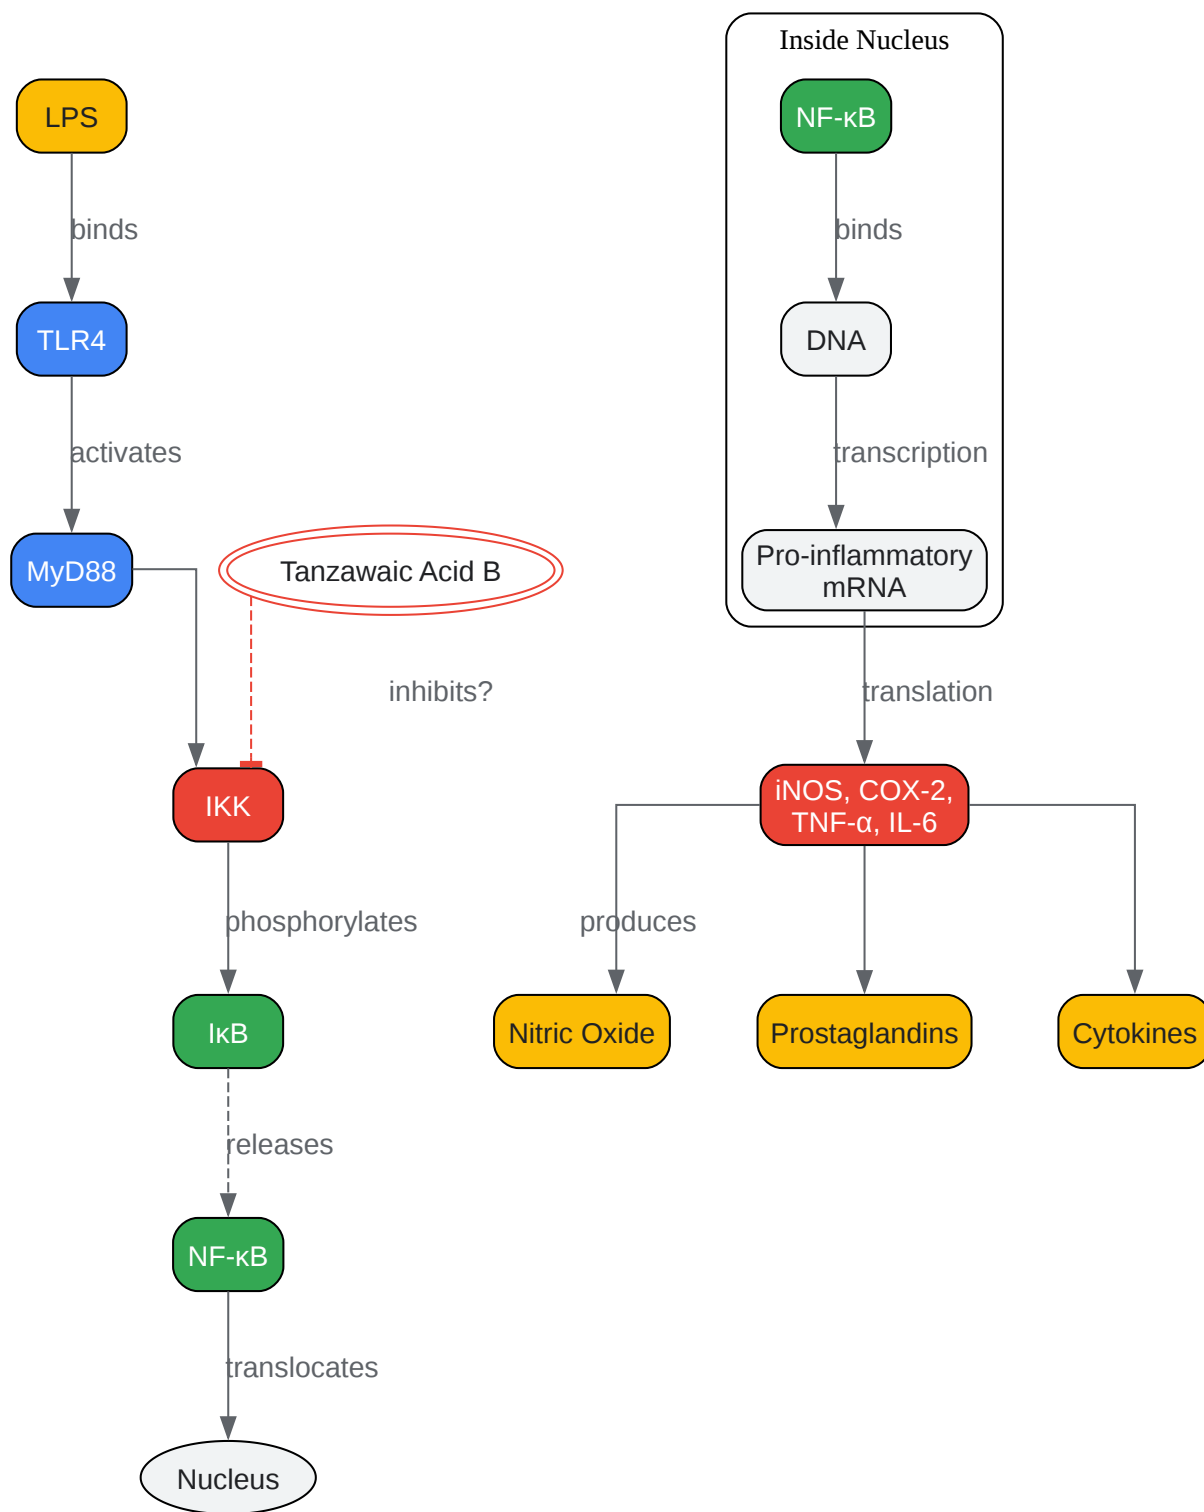 LPS
binds
TLR4
activates
MyD88
Tanzawaic Acid B
inhibits?
IKK
phosphorylates
IκB
releases
NF-κB
translocates
Nucleus
Inside Nucleus
NF-κB
binds
DNA
transcription
Pro-inflammatory
mRNA
translation
iNOS, COX-2,
TNF-α, IL-6
produces
Nitric Oxide
Prostaglandins
Cytokines